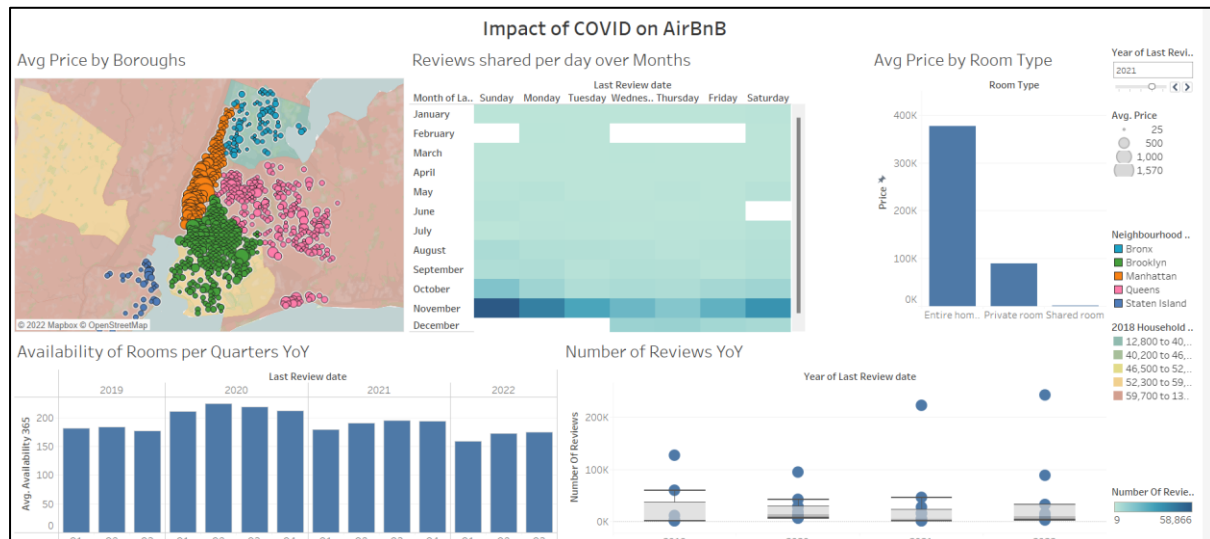 Impact of COVID on AirBnB
Avg Price by Boroughs
© 2022 Mapbox © OpenStreetMap
Reviews shared per day over Months
Last Review date
Month of La.. Sunday Monday Tuesday Wednes.. Thursday Friday Saturday
January
February
March
April
May
June
July
August
September
October
November
December
Avg Price by Room Type
Room Type
Price
400K
300K
200K
100K
0K
Entire hom.. Private room Shared room
Year of Last Revi..
2021
Avg. Price
25
500
1,000
1,570
Neighbourhood ..
Bronx
Brooklyn
Manhattan
Queens
Staten Island
2018 Household ..
12,800 to 40,..
40,200 to 46,..
46,500 to 52,..
52,300 to 59,..
59,700 to 13..
Availability of Rooms per Quarters YoY
Last Review date
2019 2020 2021 2022
Avg. Availability 365
200
150
100
50
0
Number of Reviews YoY
Year of Last Review date
Number Of Reviews
200K
100K
0K
Number Of Revie..
9 58,866